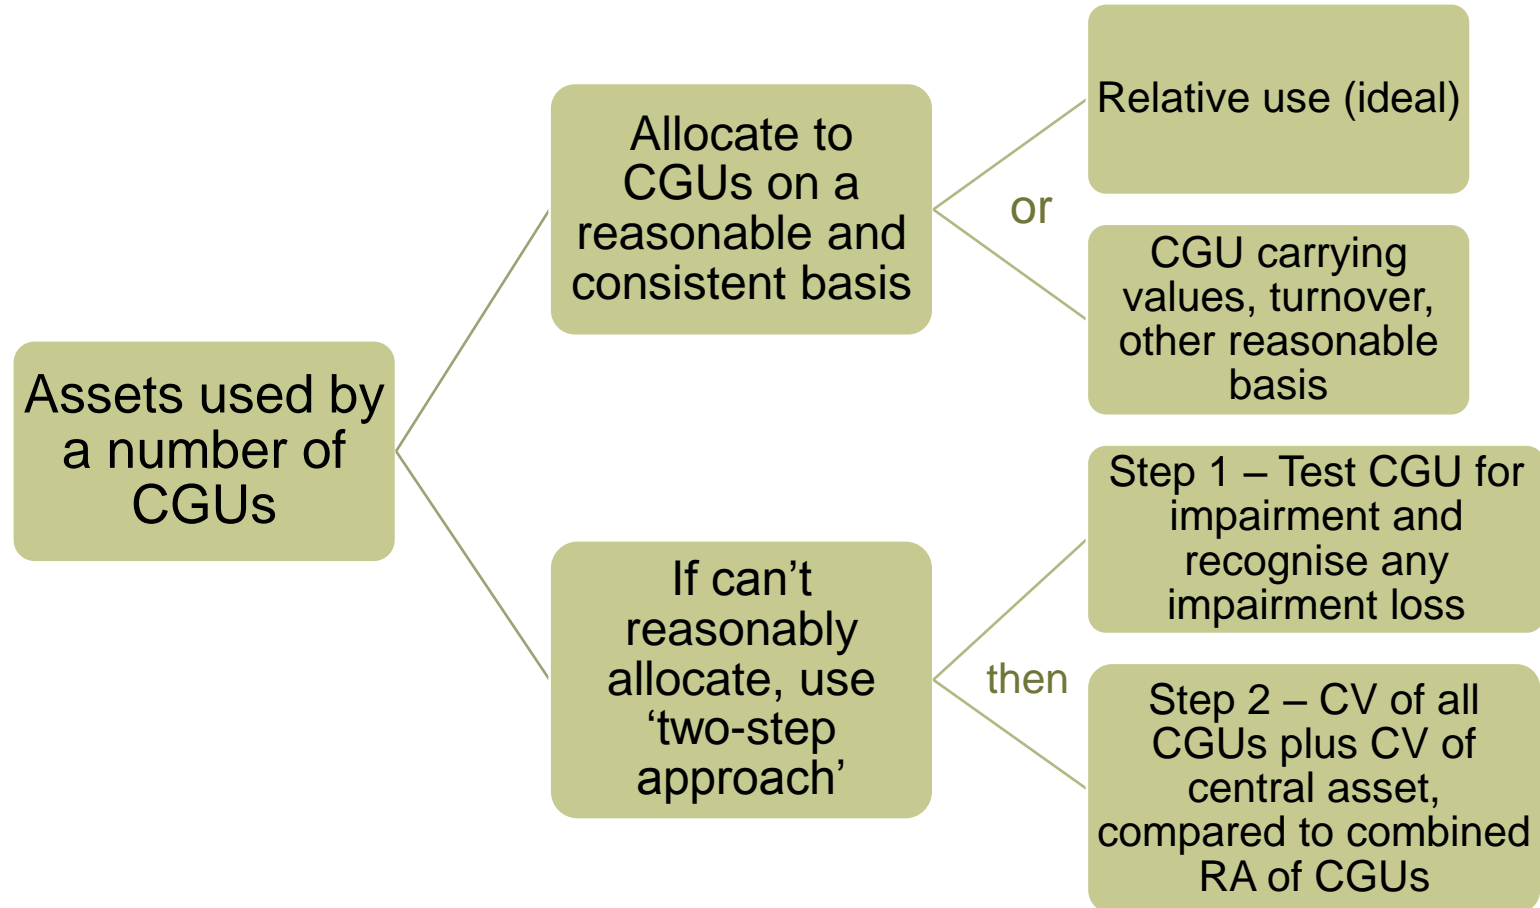 Assets used by
a number of
CGUs
Allocate to
CGUs on a
reasonable and
consistent basis
Relative use (ideal)
or
CGU carrying
values, turnover,
other reasonable
basis
If can’t
reasonably
allocate, use
‘two-step
approach’
Step 1 – Test CGU for
impairment and
recognise any
impairment loss
then
Step 2 – CV of all
CGUs plus CV of
central asset,
compared to combined
RA of CGUs